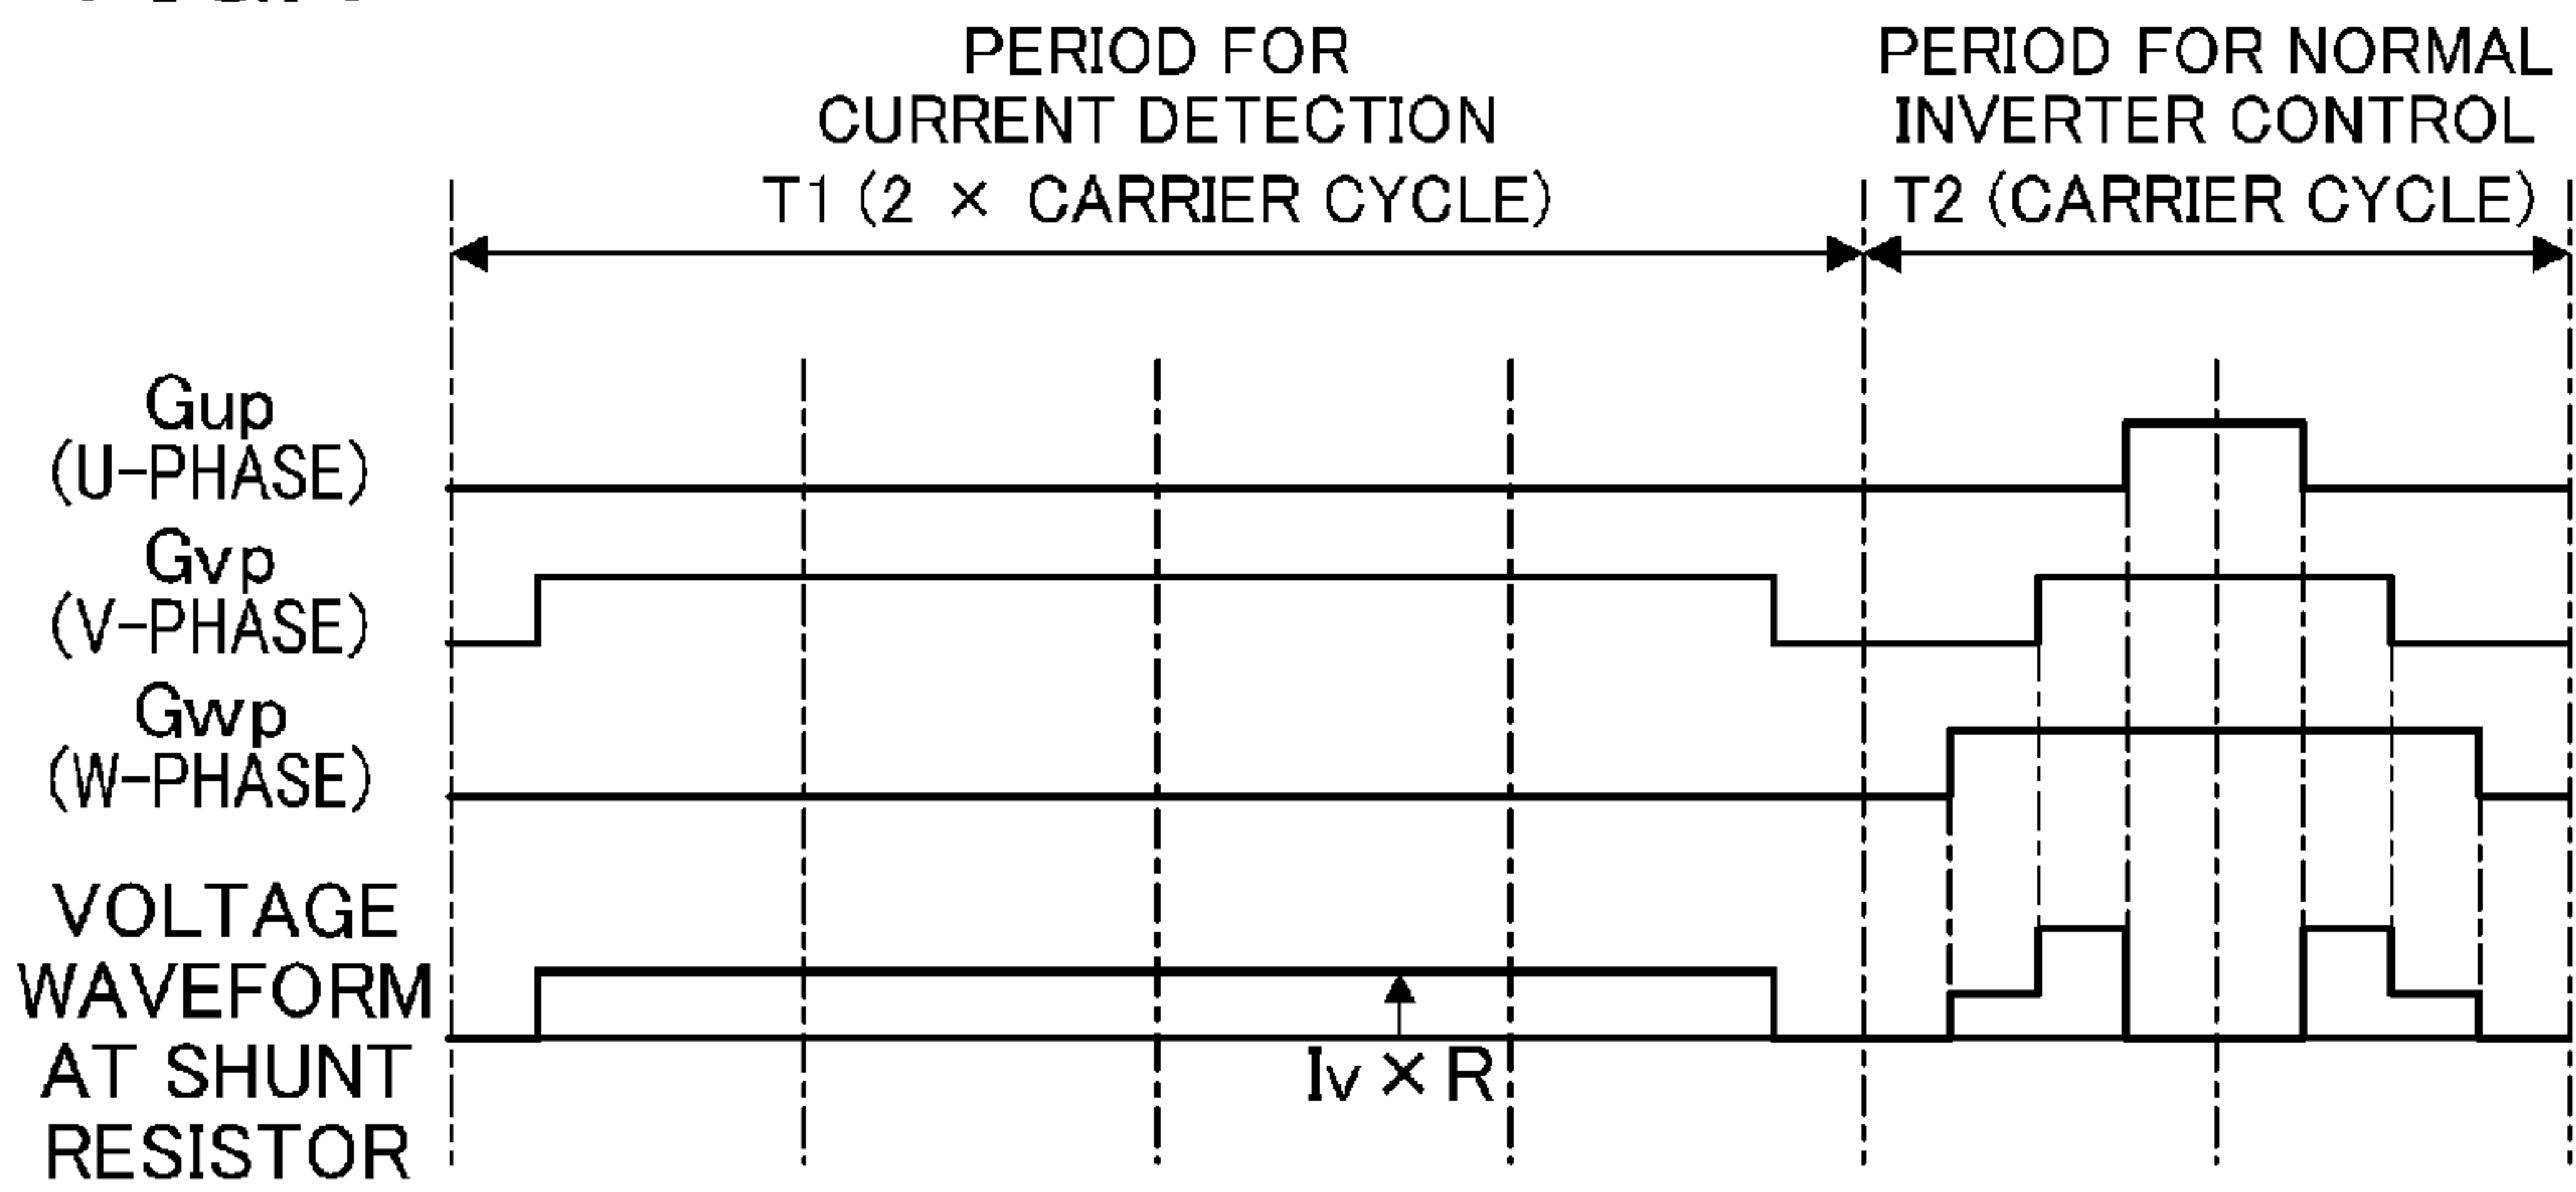 PERIOD FOR
CURRENT DETECTION
T1 (2 × CARRIER CYCLE)
PERIOD FOR NORMAL
INVERTER CONTROL
T2 (CARRIER CYCLE)
Gup
(U-PHASE)
Gvp
(V-PHASE)
Gwp
(W-PHASE)
VOLTAGE
WAVEFORM
AT SHUNT
RESISTOR
Iv × R